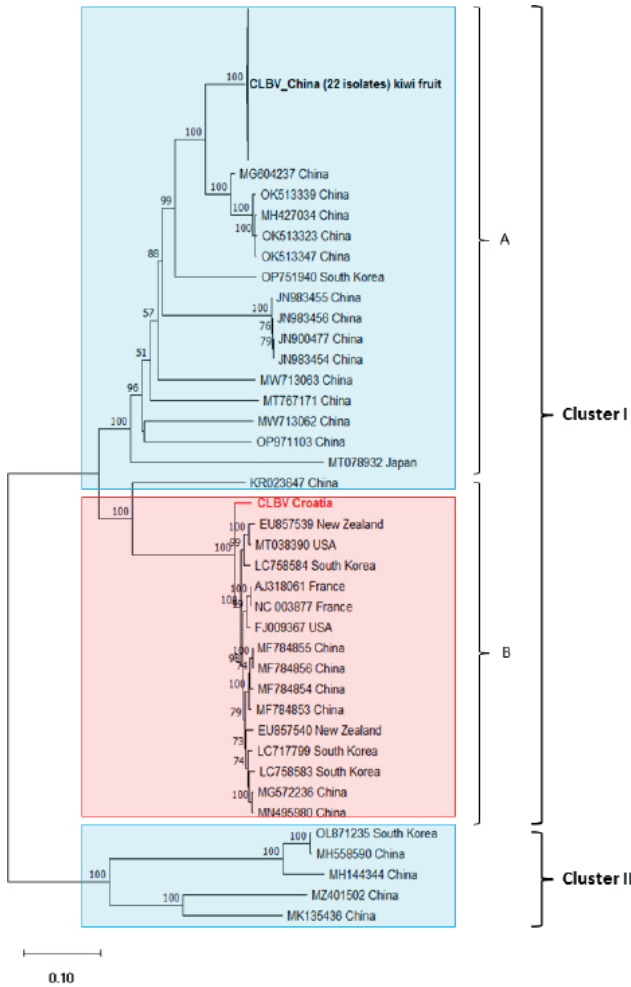 100
CLBV_China (22 isolates) kiwi fruit
100
MG604237 China
100
OK513339 China
99
100
MH427034 China
100
OK513323 China
A
OK513347 China
88
OP751940 South Korea
JN983455 China
100
JN983456 China
57
76
JN900477 China
79
JN983454 China
51
MW713063 China
96
MT767171 China
Cluster I
100
MW713062 China
OP971103 China
MT078932 Japan
KR023647 China
CLBV Croatia
100
EU857539 New Zealand
100
99
MT038390 USA
100
LC758584 South Korea
AJ318061 France
100
NC 003877 France
100
99
FJ009367 USA
MF784855 China
100
99
MF784856 China
74
B
MF784854 China
100
MF784853 China
79
EU857540 New Zealand
73
LC717799 South Korea
74
LC758583 South Korea
MG572236 China
100
MN495980 China
OL871235 South Korea
100
MH558590 China
100
MH144344 China
Cluster II
100
MZ401502 China
100
MK135436 China
0.10